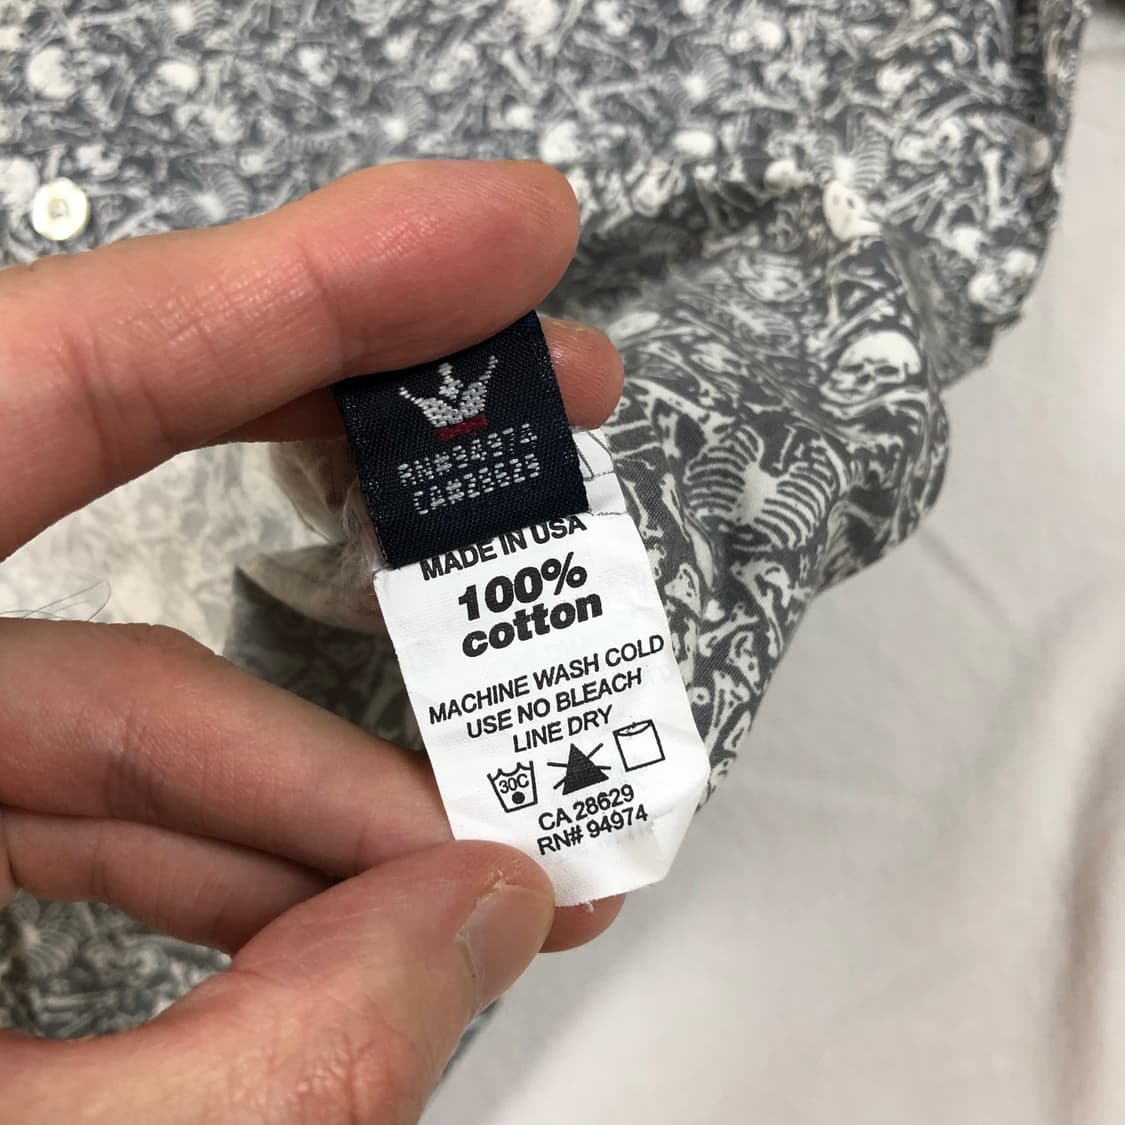 RN#94974
CA#28629
MADE IN USA
100%
cotton
MACHINE WASH COLD
USE NO BLEACH
LINE DRY
30C
CA 28629
RN# 94974